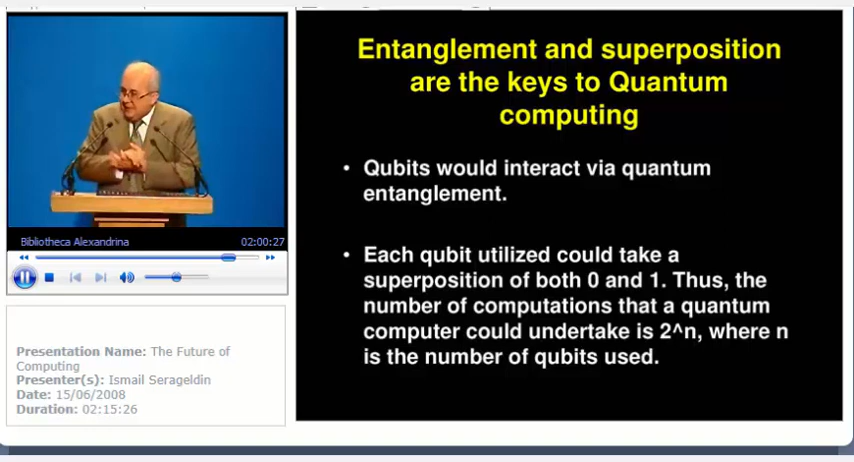 Entanglement and superposition
are the keys to Quantum
computing
• Qubits would interact via quantum
entanglement.
• Each qubit utilized could take a
superposition of both 0 and 1. Thus, the
number of computations that a quantum
computer could undertake is 2^n, where n
is the number of qubits used.
Bibliotheca Alexandrina 02:00:27
Presentation Name: The Future of
Computing
Presenter(s): Ismail Serageldin
Date: 15/06/2008
Duration: 02:15:26